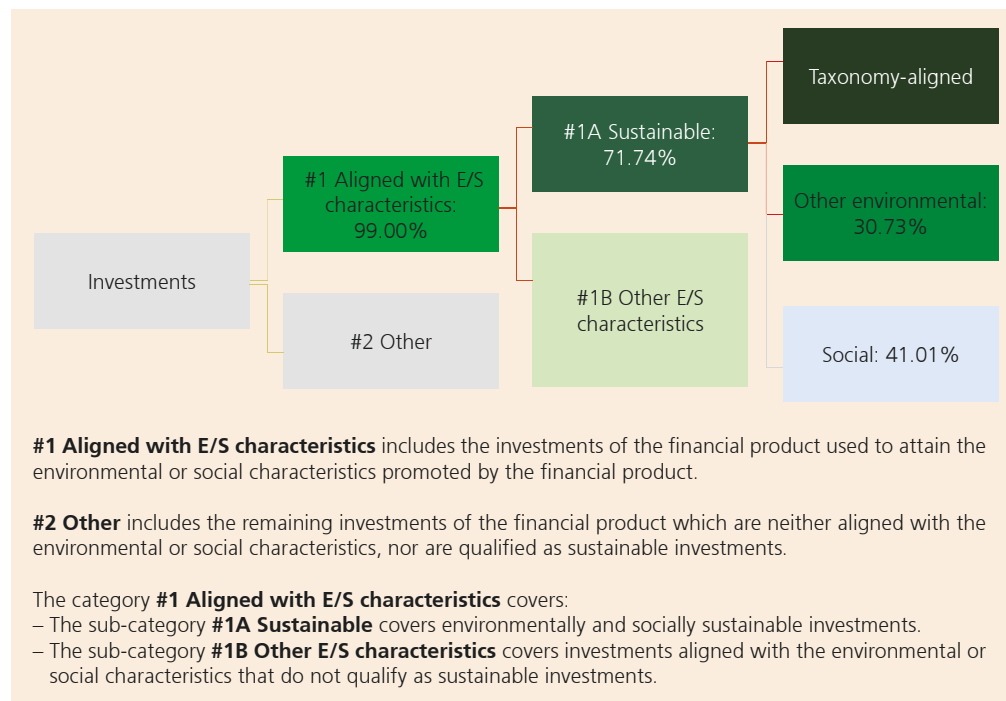 Taxonomy-aligned
#1A Sustainable:
71.74%
#1 Aligned with E/S
characteristics:
99.00%
Other environmental:
30.73%
Investments
#1B Other E/S
characteristics
#2 Other
Social: 41.01%
#1 Aligned with E/S characteristics includes the investments of the financial product used to attain the
environmental or social characteristics promoted by the financial product.
#2 Other includes the remaining investments of the financial product which are neither aligned with the
environmental or social characteristics, nor are qualified as sustainable investments.
The category #1 Aligned with E/S characteristics covers:
– The sub-category #1A Sustainable covers environmentally and socially sustainable investments.
– The sub-category #1B Other E/S characteristics covers investments aligned with the environmental or
social characteristics that do not qualify as sustainable investments.